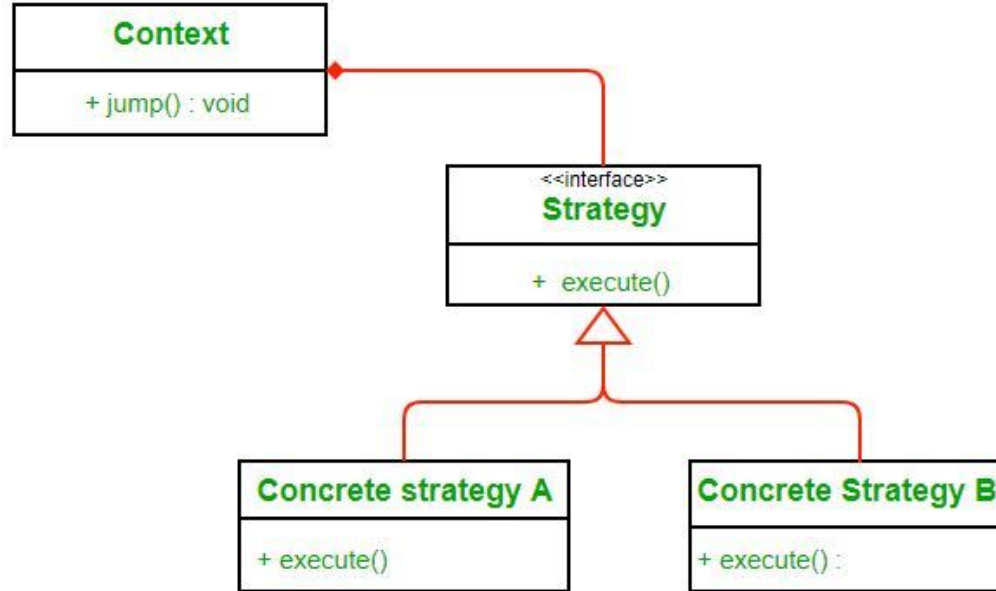 Context
+ jump() : void
<<interface>>
Strategy
+ execute()
Concrete strategy A
+ execute()
Concrete Strategy B
+ execute() :